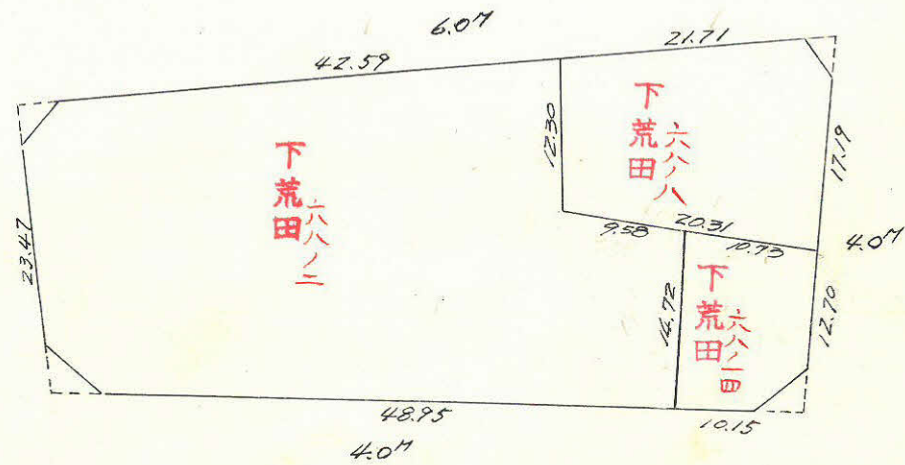 6.0M
42.59
21.71
12.30
17.19
下荒田
六八ノ八
下荒田
六八ノ二
23.47
9.58
20.31
10.73
4.0M
14.72
下荒田
六八ノ一四
12.70
48.95
10.15
4.0M